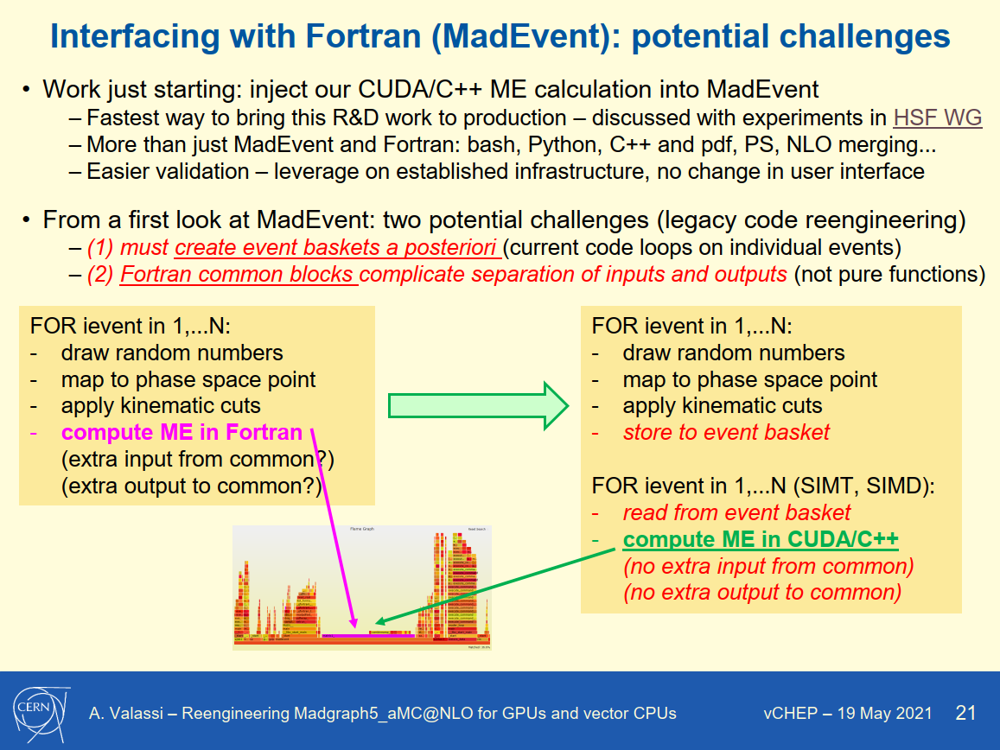 Interfacing with Fortran (MadEvent): potential challenges
• Work just starting: inject our CUDA/C++ ME calculation into MadEvent
– Fastest way to bring this R&D work to production – discussed with experiments in HSF WG
– More than just MadEvent and Fortran: bash, Python, C++ and pdf, PS, NLO merging...
– Easier validation – leverage on established infrastructure, no change in user interface
• From a first look at MadEvent: two potential challenges (legacy code reengineering)
– (1) must create event baskets a posteriori (current code loops on individual events)
– (2) Fortran common blocks complicate separation of inputs and outputs (not pure functions)
FOR ievent in 1,...N:
- draw random numbers
- map to phase space point
- apply kinematic cuts
- compute ME in Fortran
(extra input from common?)
(extra output to common?)
FOR ievent in 1,...N:
- draw random numbers
- map to phase space point
- apply kinematic cuts
- store to event basket
FOR ievent in 1,...N (SIMT, SIMD):
- read from event basket
- compute ME in CUDA/C++
(no extra input from common)
(no extra output to common)
Flame Graph
CERN
A. Valassi – Reengineering Madgraph5_aMC@NLO for GPUs and vector CPUs
vCHEP – 19 May 2021
21